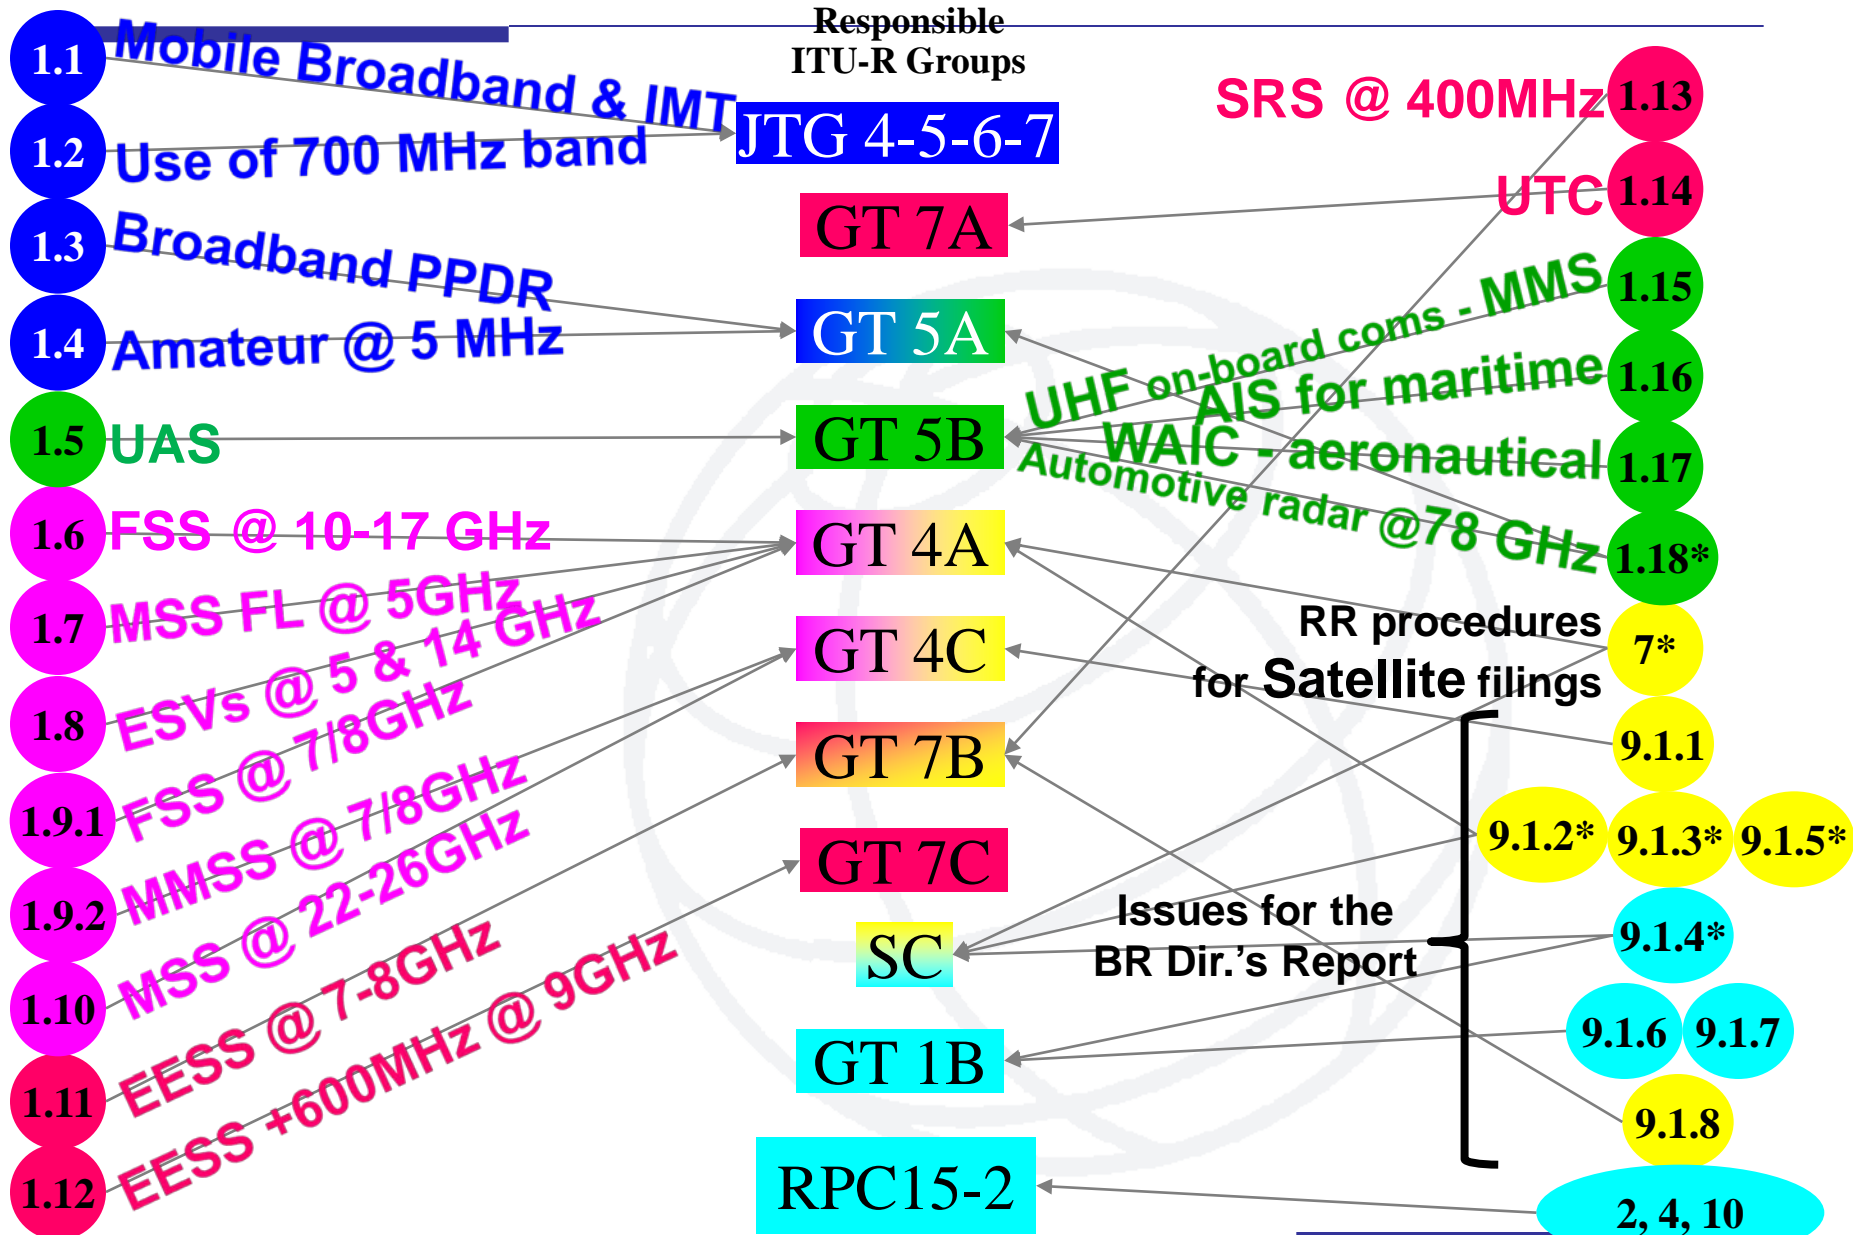 Responsible
ITU-R Groups
1.1 Mobile Broadband & IMT
1.2 Use of 700 MHz band
1.3 Broadband PPDR
1.4 Amateur @ 5 MHz
1.5 UAS
1.6 FSS @ 10-17 GHz
1.7 MSS FL @ 5GHz
1.8 ESVs @ 5 & 14 GHz
1.9.1 FSS @ 7/8GHz
1.9.2 MMSS @ 7/8GHz
1.10 MSS @ 22-26GHz
1.11 EESS @ 7-8GHz
1.12 EESS +600MHz @ 9GHz
JTG 4-5-6-7
GT 7A
GT 5A
GT 5B
GT 4A
GT 4C
GT 7B
GT 7C
SC
GT 1B
RPC15-2
SRS @ 400MHz 1.13
UTC 1.14
UHF on-board coms - MMS 1.15
AIS for maritime 1.16
WAIC - aeronautical 1.17
Automotive radar @78 GHz 1.18*
RR procedures
for Satellite filings
7*
Issues for the
BR Dir.'s Report
9.1.1
9.1.2* 9.1.3* 9.1.5*
9.1.4*
9.1.6 9.1.7
9.1.8
2, 4, 10